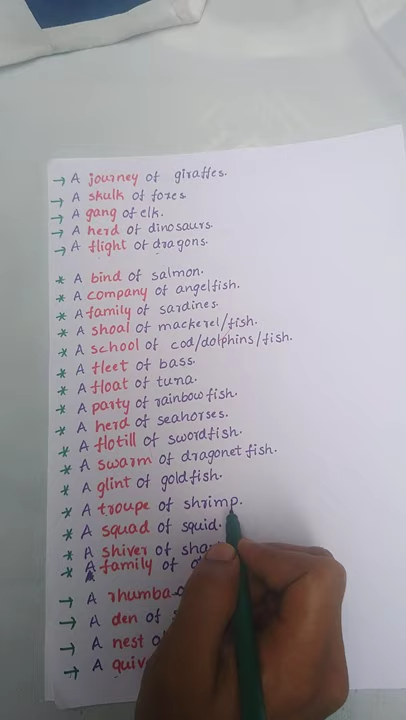 → A journey of giraffes.
→ A skulk of foxes
→ A gang of elk.
→ A herd of dinosaurs.
→ A flight of dragons.
* A bind of salmon.
* A company of angelfish.
* A family of sardines.
* A shoal of mackerel/fish.
* A school of cod/dolphins/fish.
* A fleet of bass.
* A float of tuna.
* A party of rainbow fish.
* A herd of seahorses.
* A flotill of swordfish.
* A swarm of dragonet fish.
* A glint of goldfish.
* A troupe of shrimp.
* A squad of squid.
* A shiver of
* A family of
→ A rhumba
→ A den of
→ A nest of
→ A